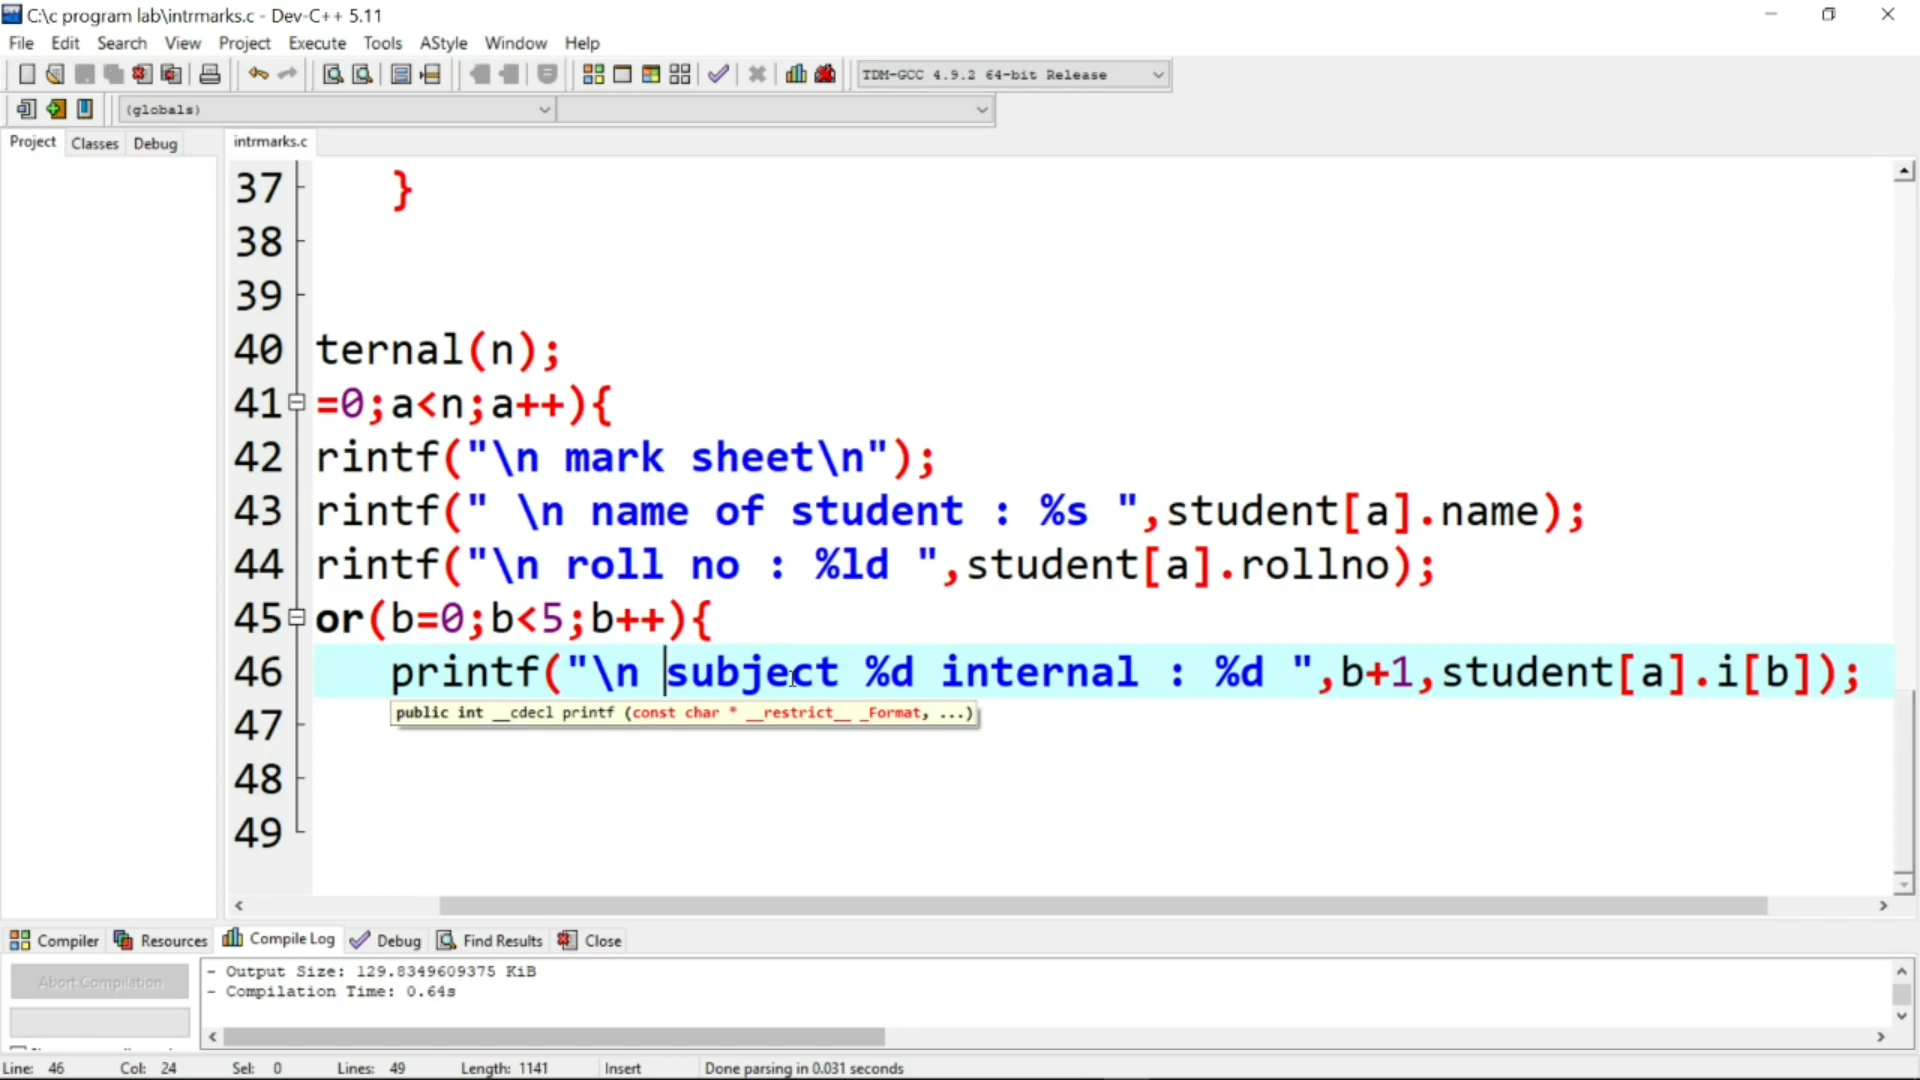 C:\c program lab\intrmarks.c - Dev-C++ 5.11
File Edit Search View Project Execute Tools AStyle Window Help
TDM-GCC 4.9.2 64-bit Release
(globals)
Project Classes Debug intrmarks.c
37 }
38
39
40 ternal(n);
41 =0;a<n;a++){
42 rintf("\n mark sheet\n");
43 rintf(" \n name of student : %s ",student[a].name);
44 rintf("\n roll no : %ld ",student[a].rollno);
45 or(b=0;b<5;b++){
46 printf("\n subject %d internal : %d ",b+1,student[a].i[b]);
public int __cdecl printf (const char * __restrict__ _Format, ...)
47
48
49
Compiler Resources Compile Log Debug Find Results Close
Abort Compilation
- Output Size: 129.8349609375 KiB
- Compilation Time: 0.64s
Line: 46 Col: 24 Sel: 0 Lines: 49 Length: 1141 Insert Done parsing in 0.031 seconds